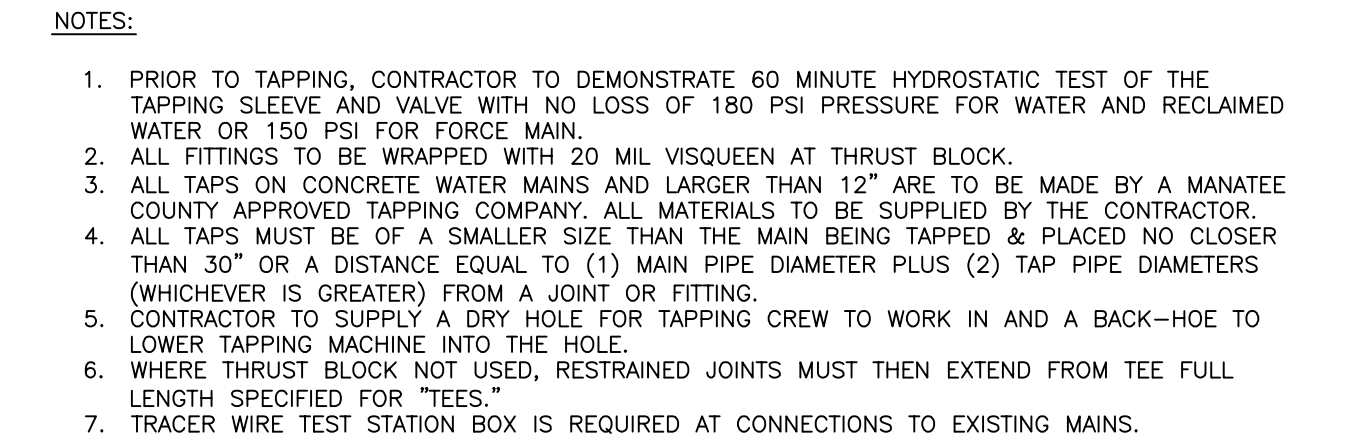 NOTES:
1. PRIOR TO TAPPING, CONTRACTOR TO DEMONSTRATE 60 MINUTE HYDROSTATIC TEST OF THE
TAPPING SLEEVE AND VALVE WITH NO LOSS OF 180 PSI PRESSURE FOR WATER AND RECLAIMED
WATER OR 150 PSI FOR FORCE MAIN.
2. ALL FITTINGS TO BE WRAPPED WITH 20 MIL VISQUEEN AT THRUST BLOCK.
3. ALL TAPS ON CONCRETE WATER MAINS AND LARGER THAN 12” ARE TO BE MADE BY A MANATEE
COUNTY APPROVED TAPPING COMPANY. ALL MATERIALS TO BE SUPPLIED BY THE CONTRACTOR.
4. ALL TAPS MUST BE OF A SMALLER SIZE THAN THE MAIN BEING TAPPED & PLACED NO CLOSER
THAN 30” OR A DISTANCE EQUAL TO (1) MAIN PIPE DIAMETER PLUS (2) TAP PIPE DIAMETERS
(WHICHEVER IS GREATER) FROM A JOINT OR FITTING.
5. CONTRACTOR TO SUPPLY A DRY HOLE FOR TAPPING CREW TO WORK IN AND A BACK–HOE TO
LOWER TAPPING MACHINE INTO THE HOLE.
6. WHERE THRUST BLOCK NOT USED, RESTRAINED JOINTS MUST THEN EXTEND FROM TEE FULL
LENGTH SPECIFIED FOR ”TEES.”
7. TRACER WIRE TEST STATION BOX IS REQUIRED AT CONNECTIONS TO EXISTING MAINS.